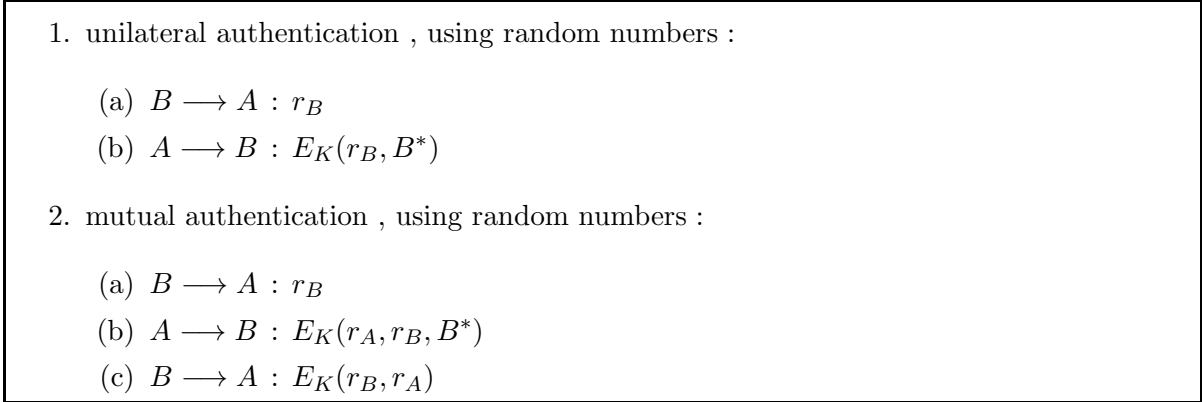 1. unilateral authentication , using random numbers :
(a) B ⟶ A : r_B
(b) A ⟶ B : E_K(r_B, B*)
2. mutual authentication , using random numbers :
(a) B ⟶ A : r_B
(b) A ⟶ B : E_K(r_A, r_B, B*)
(c) B ⟶ A : E_K(r_B, r_A)